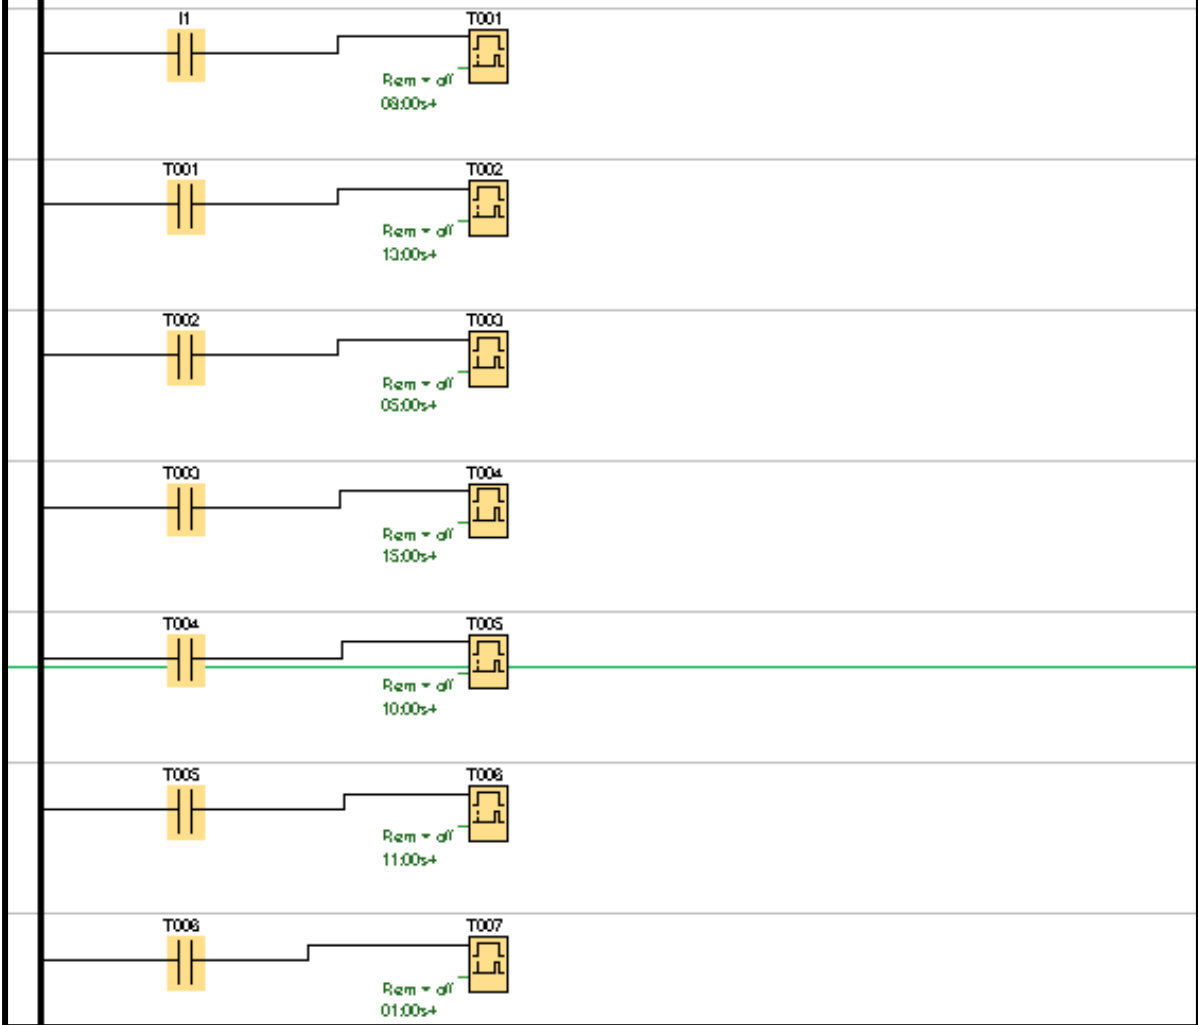 I1 T001
Rem = off
08:00s+
T001 T002
Rem = off
13:00s+
T002 T003
Rem = off
05:00s+
T003 T004
Rem = off
15:00s+
T004 T005
Rem = off
10:00s+
T005 T006
Rem = off
11:00s+
T006 T007
Rem = off
01:00s+